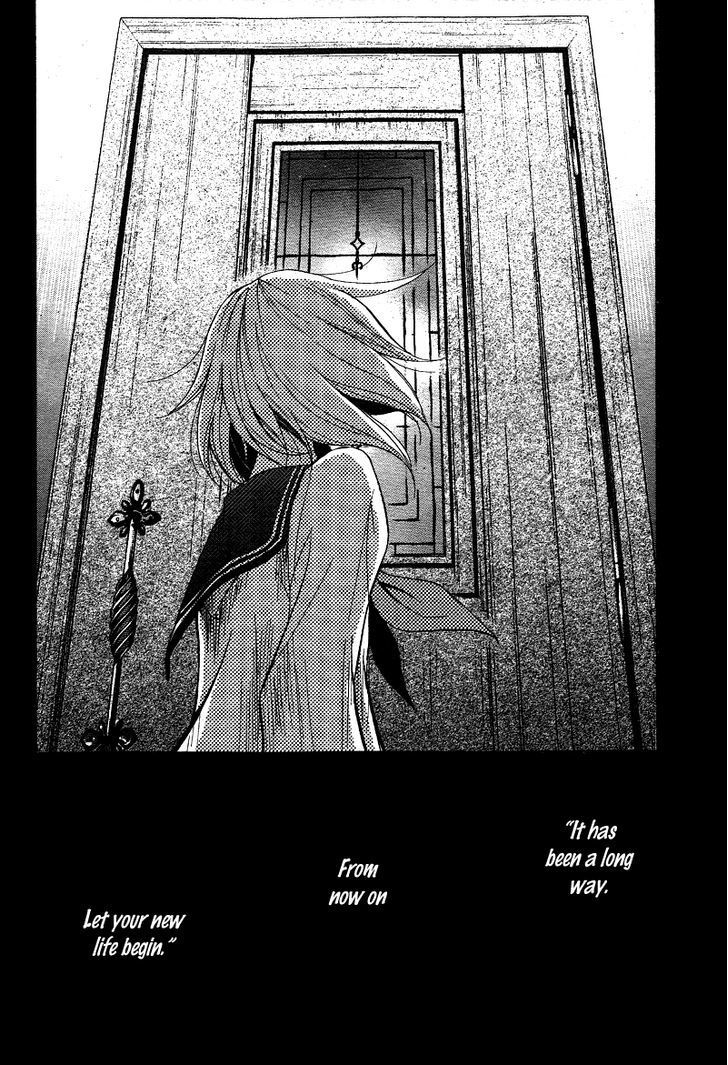 "It has
been a long
way.
From
now on
Let your new
life begin."